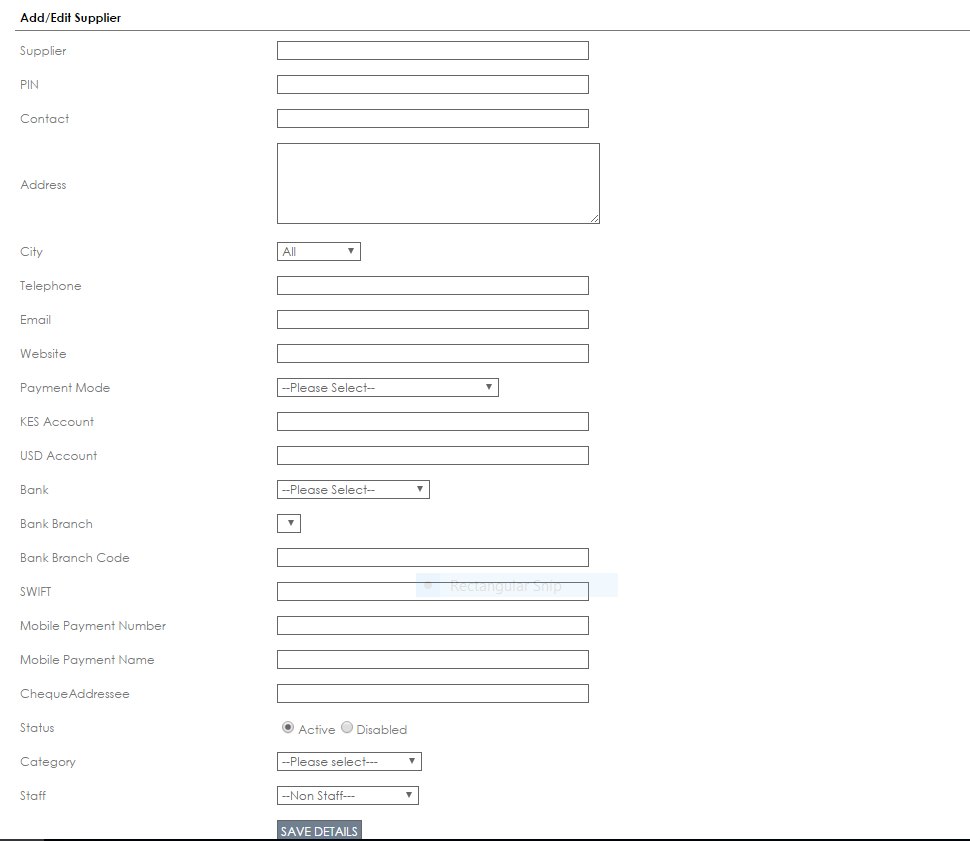 Add/Edit Supplier
Supplier
PIN
Contact
Address
City All
Telephone
Email
Website
Payment Mode --Please Select--
KES Account
USD Account
Bank --Please Select--
Bank Branch
Bank Branch Code
Rectangular Snip
SWIFT
Mobile Payment Number
Mobile Payment Name
ChequeAddressee
Status Active Disabled
Category --Please select---
Staff --Non Staff---
SAVE DETAILS